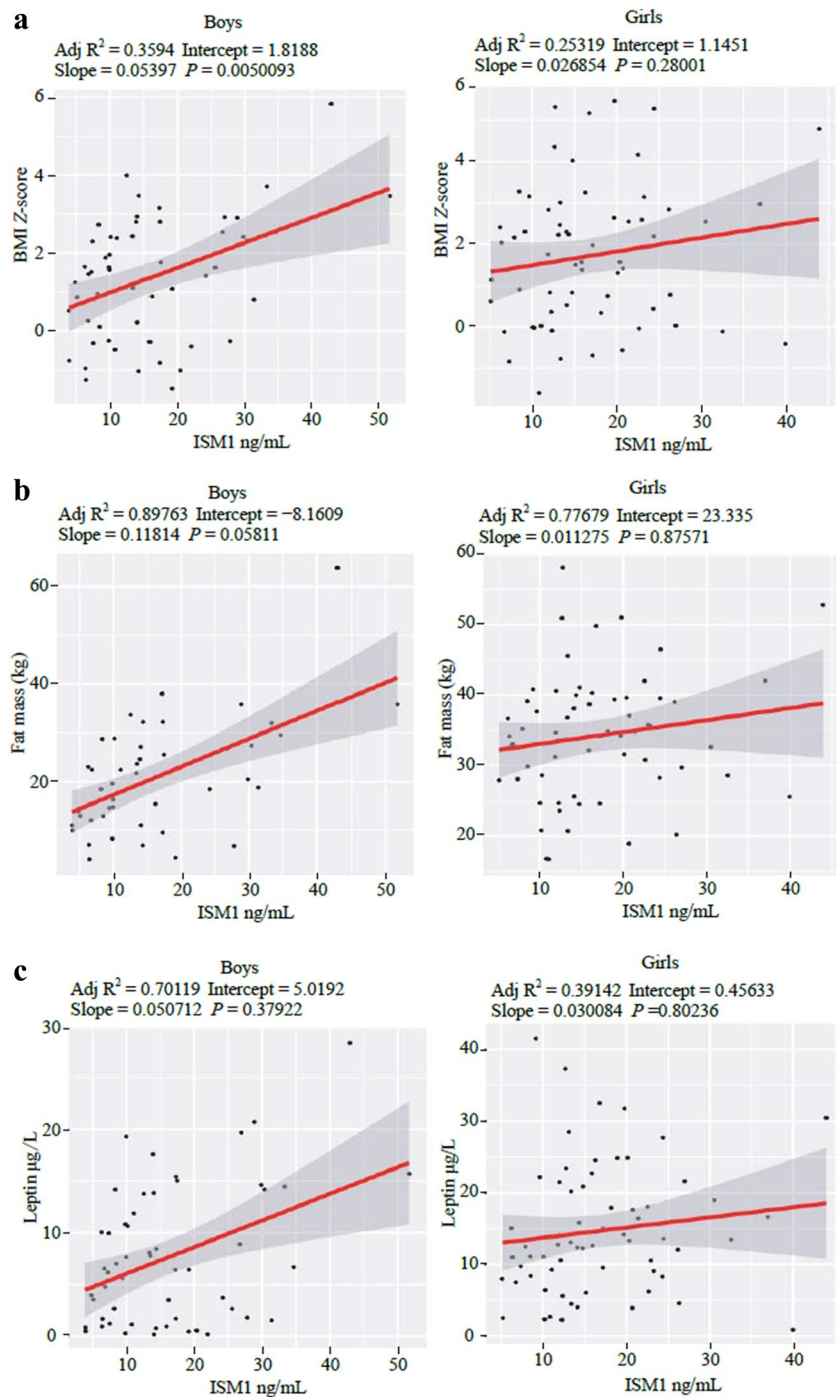 a
Boys
Adj R² = 0.3594 Intercept = 1.8188
Slope = 0.05397 P = 0.0050093
BMI Z-score
6
4
2
0
10 20 30 40 50
ISM1 ng/mL
Girls
Adj R² = 0.25319 Intercept = 1.1451
Slope = 0.026854 P = 0.28001
BMI Z-score
6
4
2
0
10 20 30 40
ISM1 ng/mL
b
Boys
Adj R² = 0.89763 Intercept = −8.1609
Slope = 0.11814 P = 0.05811
Fat mass (kg)
60
40
20
10 20 30 40 50
ISM1 ng/mL
Girls
Adj R² = 0.77679 Intercept = 23.335
Slope = 0.011275 P = 0.87571
Fat mass (kg)
60
50
40
30
20
10 20 30 40
ISM1 ng/mL
c
Boys
Adj R² = 0.70119 Intercept = 5.0192
Slope = 0.050712 P = 0.37922
Leptin μg/L
30
20
10
0
10 20 30 40 50
ISM1 ng/mL
Girls
Adj R² = 0.39142 Intercept = 0.45633
Slope = 0.030084 P =0.80236
Leptin μg/L
40
30
20
10
0
10 20 30 40
ISM1 ng/mL